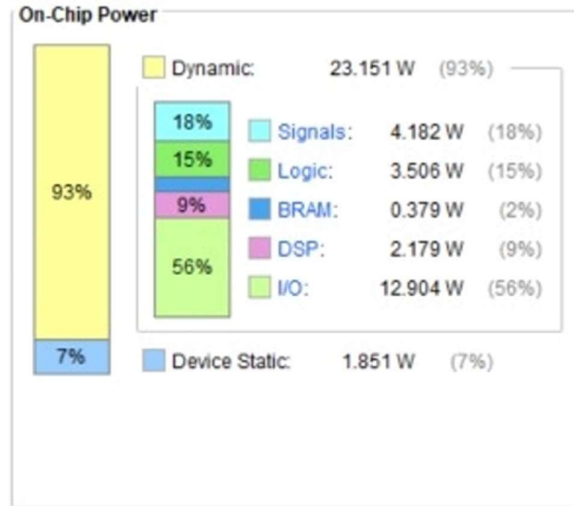 On-Chip Power
Dynamic: 23.151 W (93%)
93%
18%
Signals: 4.182 W (18%)
15%
Logic: 3.506 W (15%)
BRAM: 0.379 W (2%)
9%
DSP: 2.179 W (9%)
56%
I/O: 12.904 W (56%)
7%
Device Static: 1.851 W (7%)